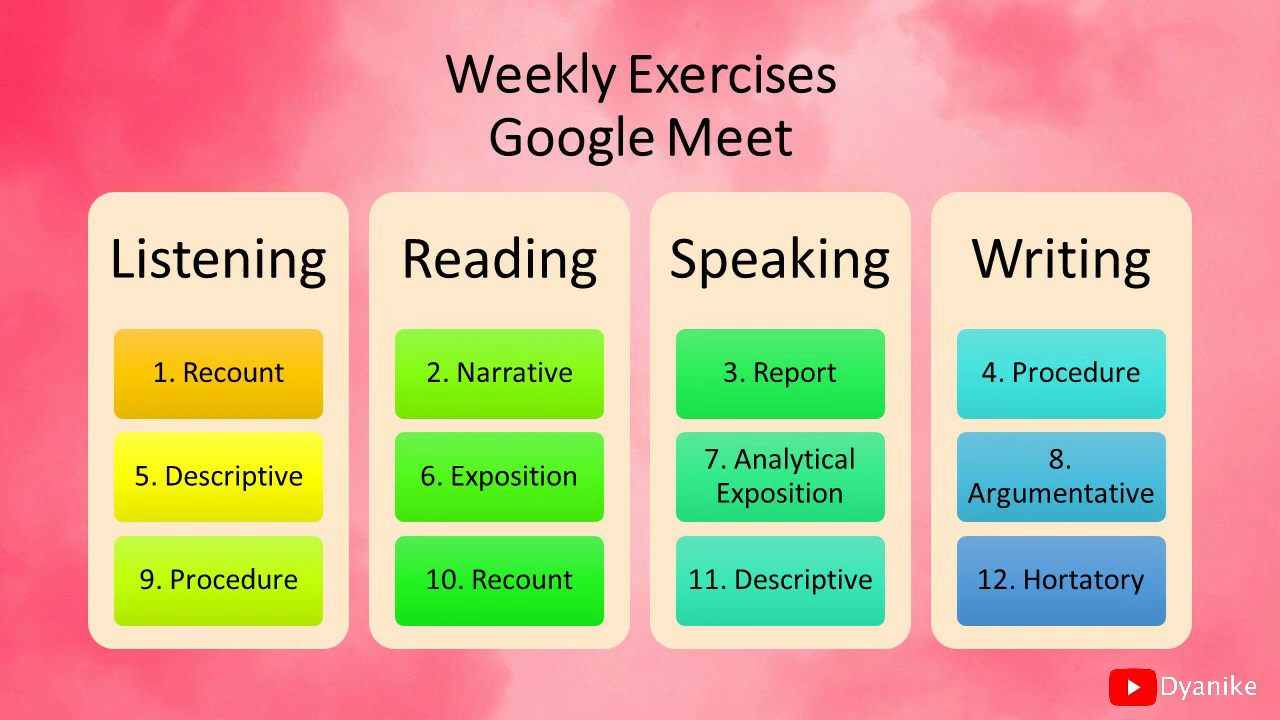 Weekly Exercises
Google Meet
Listening
1. Recount
5. Descriptive
9. Procedure
Reading
2. Narrative
6. Exposition
10. Recount
Speaking
3. Report
7. Analytical
Exposition
11. Descriptive
Writing
4. Procedure
8.
Argumentative
12. Hortatory
Dyanike